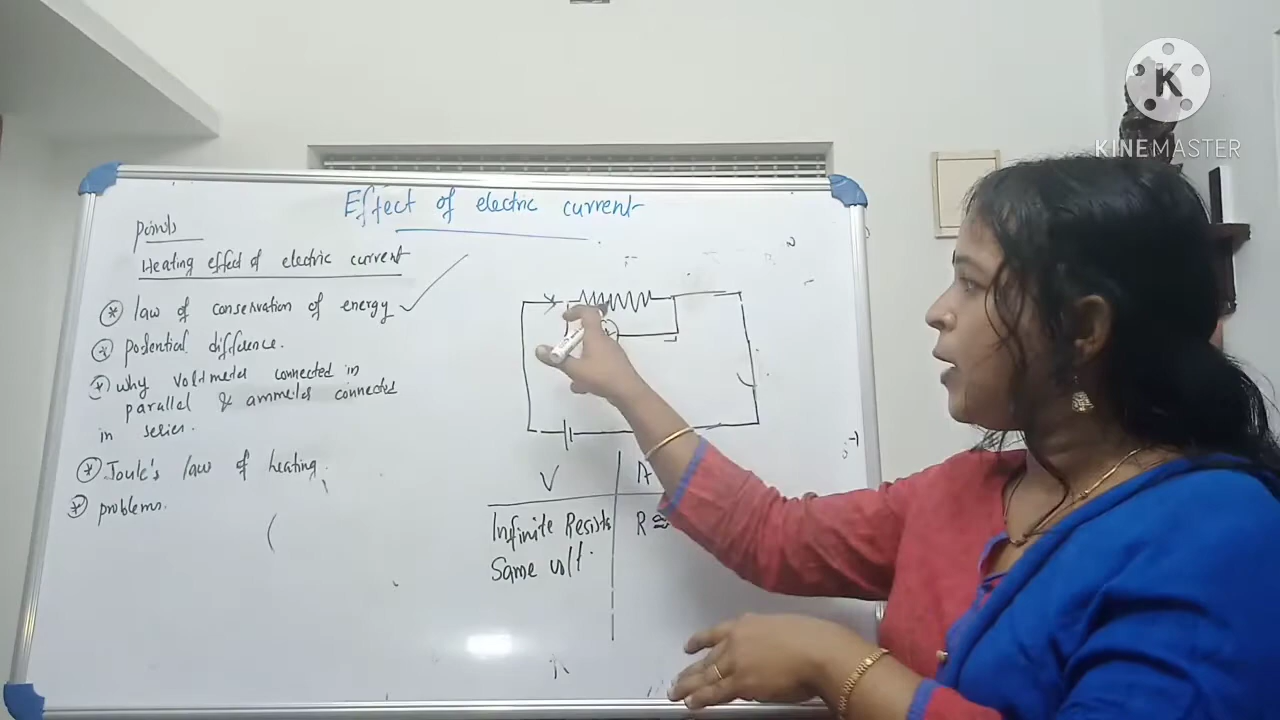 Effect of electric current
points
Heating effect of electric current
* law of conservation of energy ✓
* potential difference.
* why voltmeter connected in
parallel & ammeter connected
in series.
* Joule's law of heating.
* problems.
V
A
Infinite Resists
R ≈
Same volt.
K
KINEMASTER